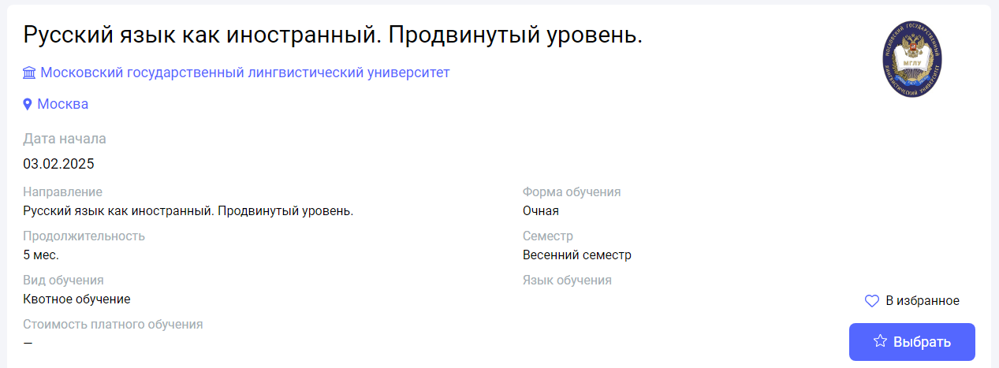 Русский язык как иностранный. Продвинутый уровень.
МОСКОВСКИЙ ГОСУДАРСТВЕННЫЙ
МГЛУ
ЛИНГВИСТИЧЕСКИЙ УНИВЕРСИТЕТ
Московский государственный лингвистический университет
Москва
Дата начала
03.02.2025
Направление
Русский язык как иностранный. Продвинутый уровень.
Форма обучения
Очная
Продолжительность
5 мес.
Семестр
Весенний семестр
Вид обучения
Квотное обучение
Язык обучения
В избранное
Стоимость платного обучения
—
Выбрать